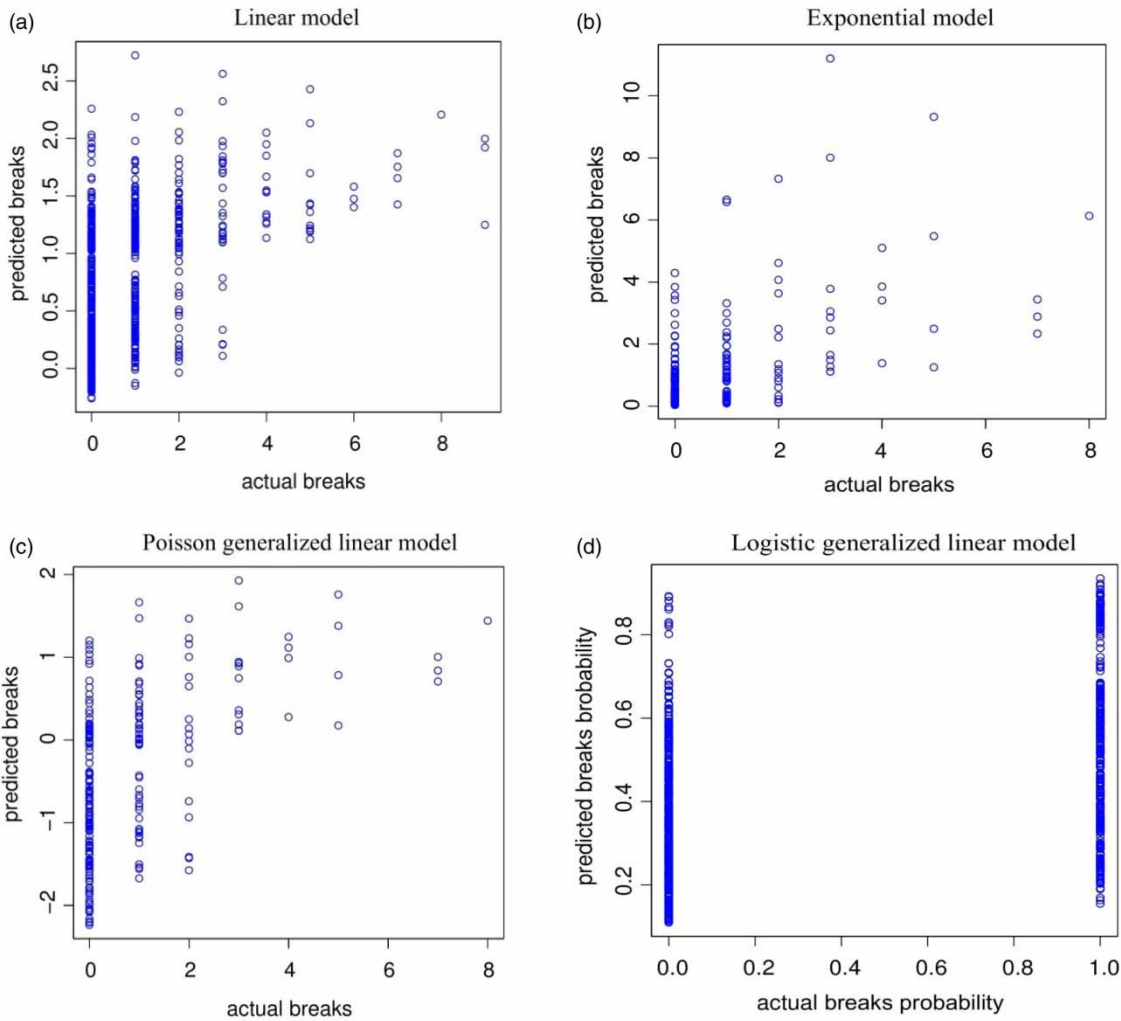 (a) Linear model
2.5
2.0
1.5
1.0
0.5
0.0
predicted breaks
0 2 4 6 8
actual breaks
(b) Exponential model
10
8
6
4
2
0
predicted breaks
0 2 4 6 8
actual breaks
(c) Poisson generalized linear model
2
1
0
−1
−2
predicted breaks
0 2 4 6 8
actual breaks
(d) Logistic generalized linear model
0.8
0.6
0.4
0.2
predicted breaks brobability
0.0 0.2 0.4 0.6 0.8 1.0
actual breaks probability